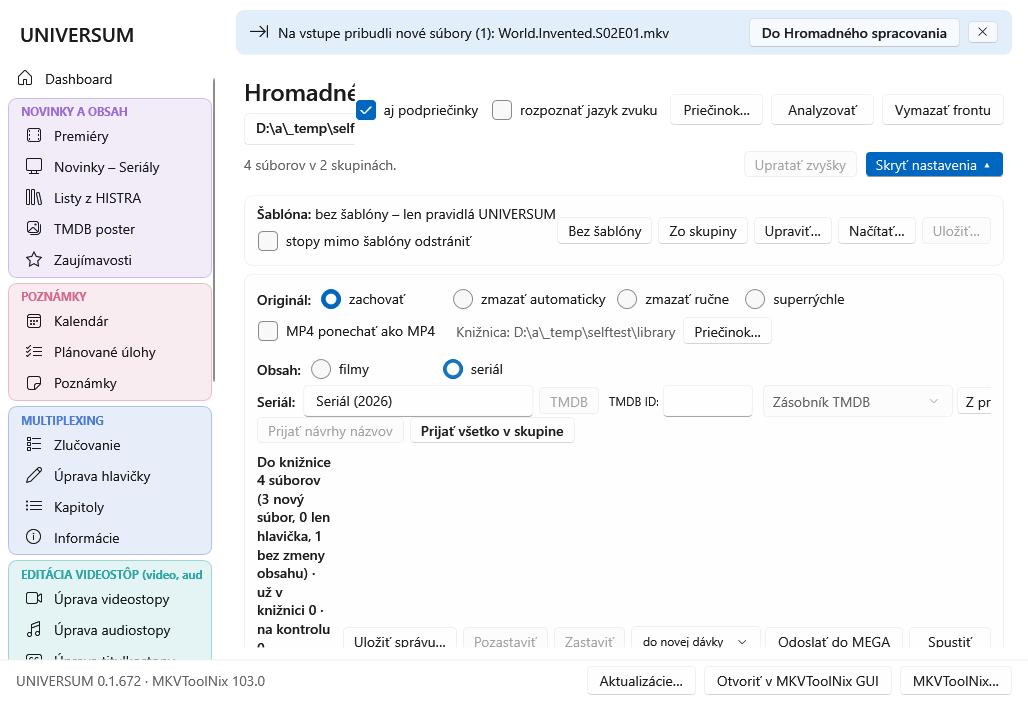 UNIVERSUM
Dashboard
NOVINKY A OBSAH
Premiéry
Novinky – Seriály
Listy z HISTRA
TMDB poster
Zaujímavosti
POZNÁMKY
Kalendár
Plánované úlohy
Poznámky
MULTIPLEXING
Zlučovanie
Úprava hlavičky
Kapitoly
Informácie
EDITÁCIA VIDEOSTÔP (video, aud
Úprava videostopy
Úprava audiostopy
Na vstupe pribudli nové súbory (1): World.Invented.S02E01.mkv
Do Hromadného spracovania
Hromadné
aj podpriečinky
rozpoznať jazyk zvuku
Priečinok...
Analyzovať
Vymazať frontu
D:\a\_temp\self
4 súborov v 2 skupinách.
Upratať zvyšky
Skryť nastavenia
Šablóna: bez šablóny – len pravidlá UNIVERSUM
stopy mimo šablóny odstrániť
Bez šablóny
Zo skupiny
Upraviť...
Načítať...
Uložiť...
Originál:
zachovať
zmazať automaticky
zmazať ručne
superrýchle
MP4 ponechať ako MP4
Knižnica: D:\a\_temp\selftest\library
Priečinok...
Obsah:
filmy
seriál
Seriál:
Seriál (2026)
TMDB
TMDB ID:
Zásobník TMDB
Z pr
Prijať návrhy názvov
Prijať všetko v skupine
Do knižnice
4 súborov
(3 nový
súbor, 0 len
hlavička, 1
bez zmeny
obsahu) ·
už v
knižnici 0 ·
na kontrolu
Uložiť správu...
Pozastaviť
Zastaviť
do novej dávky
Odoslať do MEGA
Spustiť
UNIVERSUM 0.1.672 · MKVToolNix 103.0
Aktualizácie...
Otvoriť v MKVToolNix GUI
MKVToolNix...